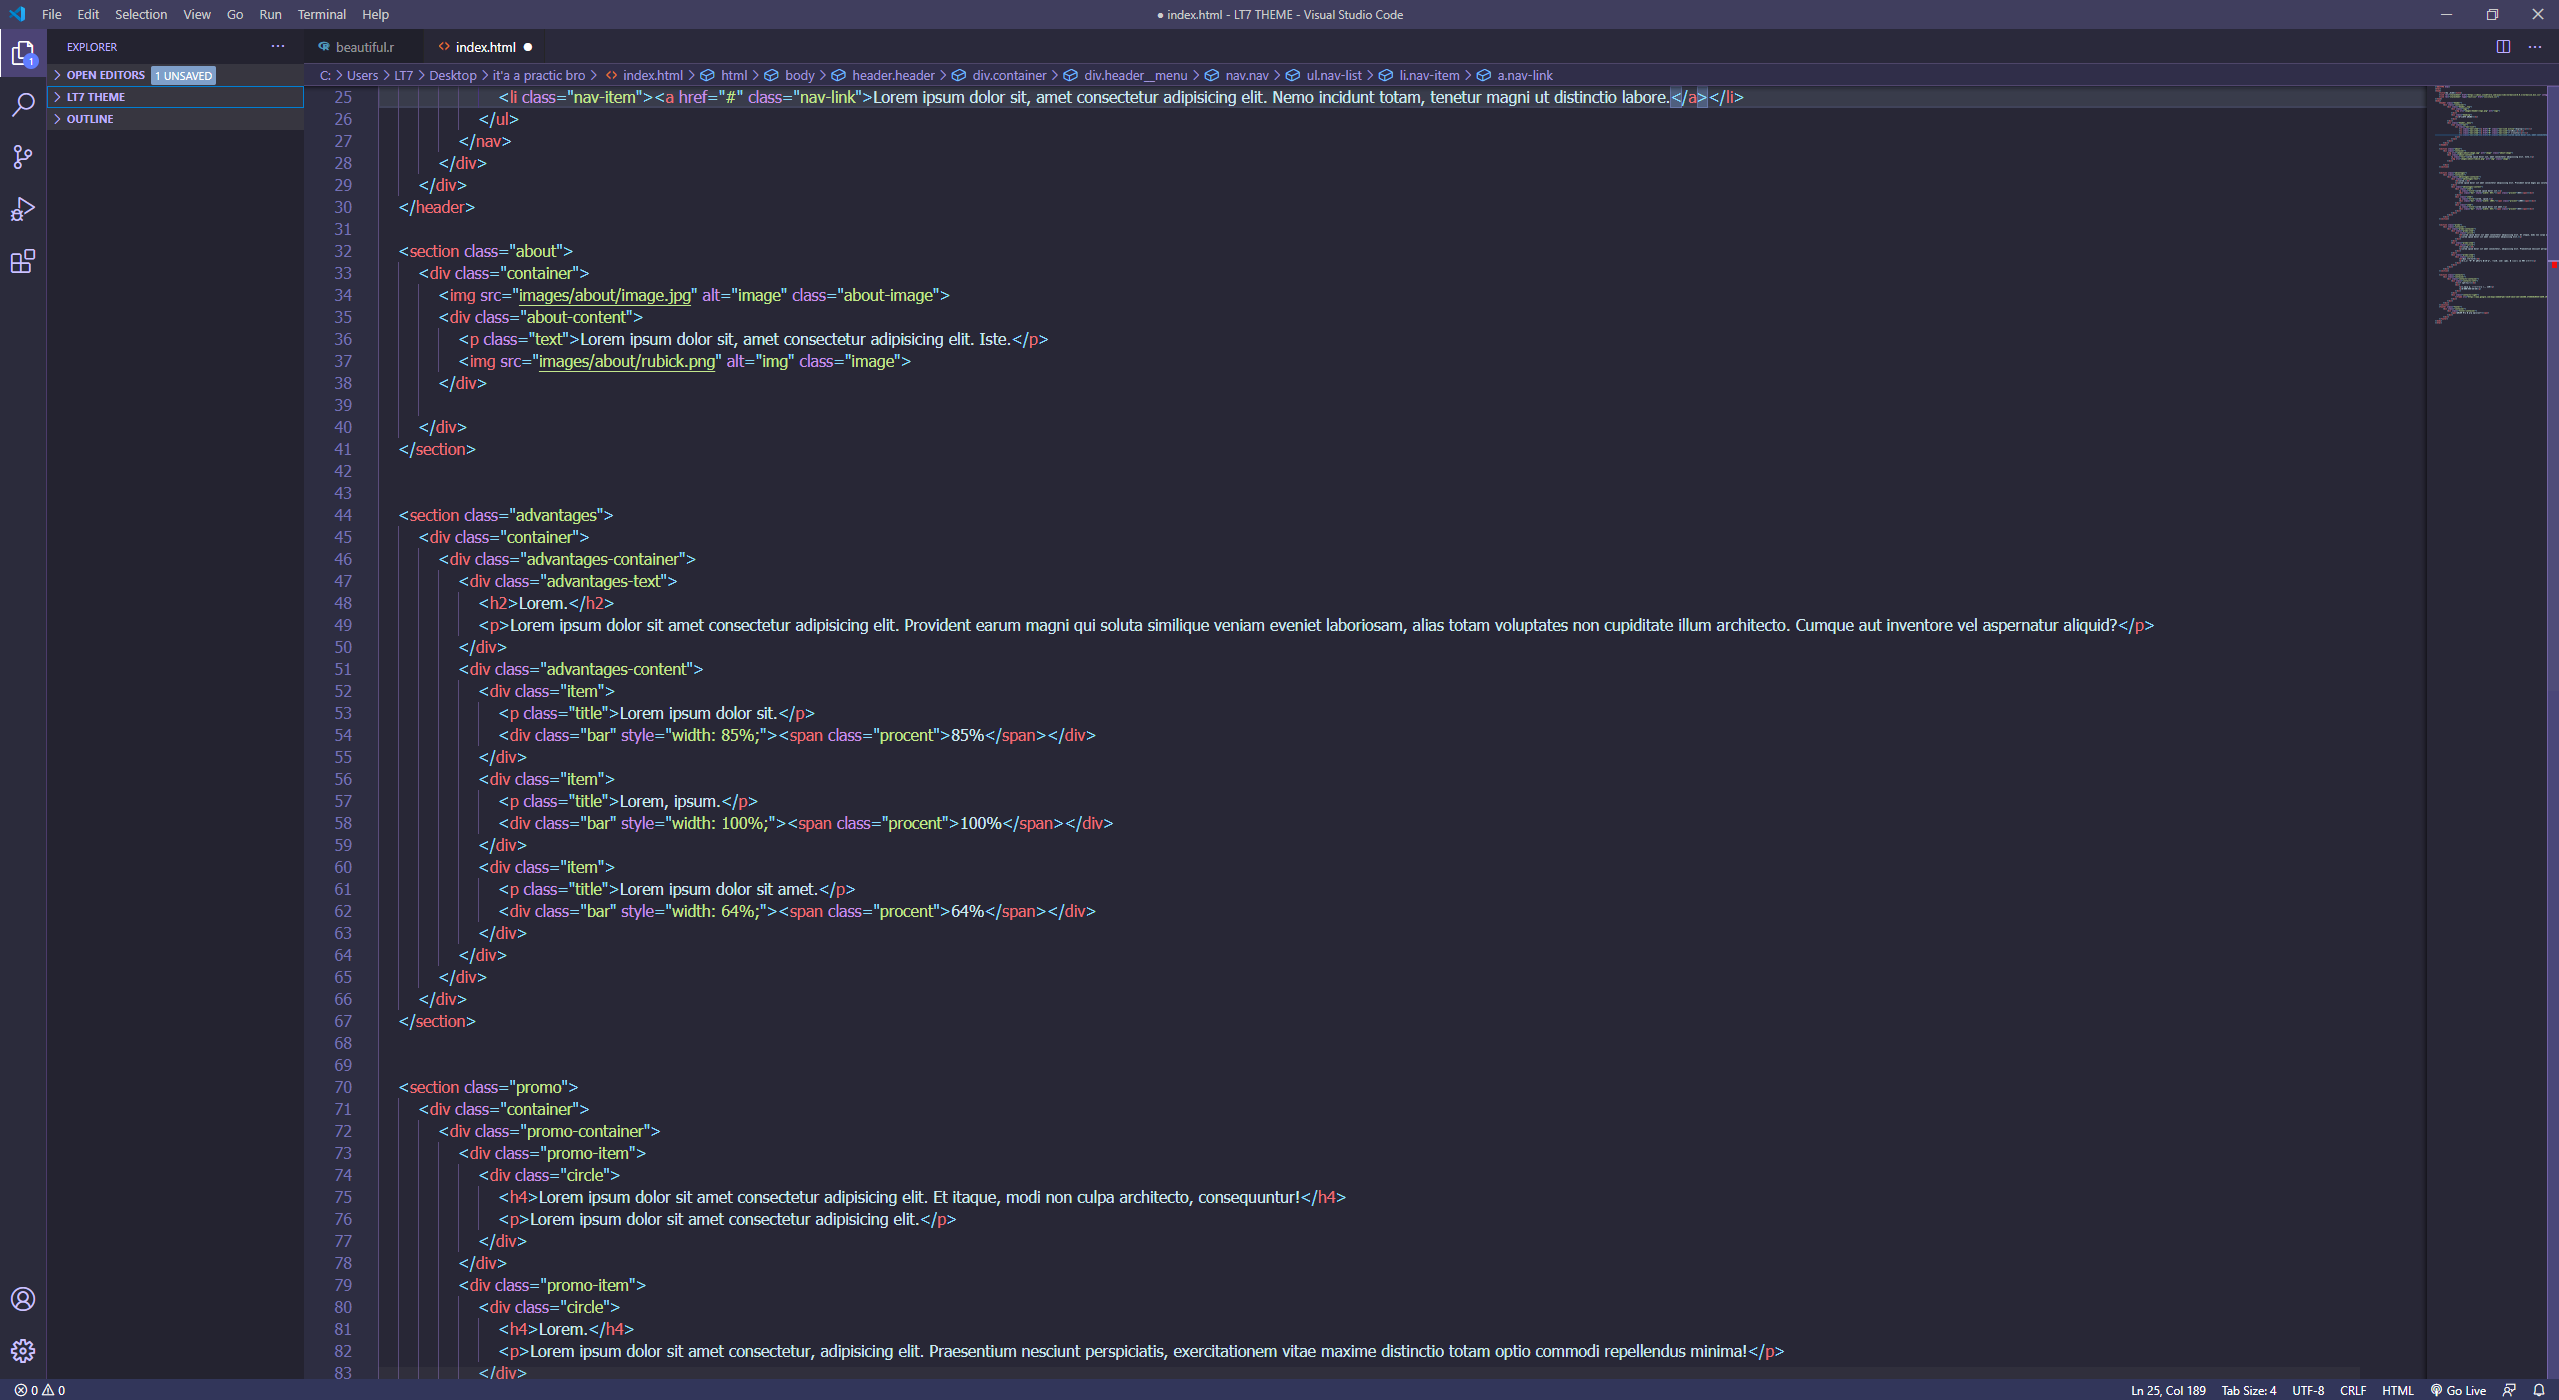 File Edit Selection View Go Run Terminal Help
● index.html - LT7 THEME - Visual Studio Code
EXPLORER
OPEN EDITORS 1 UNSAVED
LT7 THEME
OUTLINE
1
beautiful.r
index.html
C: > Users > LT7 > Desktop > it'a a practic bro > index.html > html > body > header.header > div.container > div.header__menu > nav.nav > ul.nav-list > li.nav-item > a.nav-link
25 <li class="nav-item"><a href="#" class="nav-link">Lorem ipsum dolor sit, amet consectetur adipisicing elit. Nemo incidunt totam, tenetur magni ut distinctio labore.</a></li>
26 </ul>
27 </nav>
28 </div>
29 </div>
30 </header>
31
32 <section class="about">
33 <div class="container">
34 <img src="images/about/image.jpg" alt="image" class="about-image">
35 <div class="about-content">
36 <p class="text">Lorem ipsum dolor sit, amet consectetur adipisicing elit. Iste.</p>
37 <img src="images/about/rubick.png" alt="img" class="image">
38 </div>
39
40 </div>
41 </section>
42
43
44 <section class="advantages">
45 <div class="container">
46 <div class="advantages-container">
47 <div class="advantages-text">
48 <h2>Lorem.</h2>
49 <p>Lorem ipsum dolor sit amet consectetur adipisicing elit. Provident earum magni qui soluta similique veniam eveniet laboriosam, alias totam voluptates non cupiditate illum architecto. Cumque aut inventore vel aspernatur aliquid?</p>
50 </div>
51 <div class="advantages-content">
52 <div class="item">
53 <p class="title">Lorem ipsum dolor sit.</p>
54 <div class="bar" style="width: 85%;"><span class="procent">85%</span></div>
55 </div>
56 <div class="item">
57 <p class="title">Lorem, ipsum.</p>
58 <div class="bar" style="width: 100%;"><span class="procent">100%</span></div>
59 </div>
60 <div class="item">
61 <p class="title">Lorem ipsum dolor sit amet.</p>
62 <div class="bar" style="width: 64%;"><span class="procent">64%</span></div>
63 </div>
64 </div>
65 </div>
66 </div>
67 </section>
68
69
70 <section class="promo">
71 <div class="container">
72 <div class="promo-container">
73 <div class="promo-item">
74 <div class="circle">
75 <h4>Lorem ipsum dolor sit amet consectetur adipisicing elit. Et itaque, modi non culpa architecto, consequuntur!</h4>
76 <p>Lorem ipsum dolor sit amet consectetur adipisicing elit.</p>
77 </div>
78 </div>
79 <div class="promo-item">
80 <div class="circle">
81 <h4>Lorem.</h4>
82 <p>Lorem ipsum dolor sit amet consectetur, adipisicing elit. Praesentium nesciunt perspiciatis, exercitationem vitae maxime distinctio totam optio commodi repellendus minima!</p>
83 </div>
0 0
Ln 25, Col 189 Tab Size: 4 UTF-8 CRLF HTML Go Live